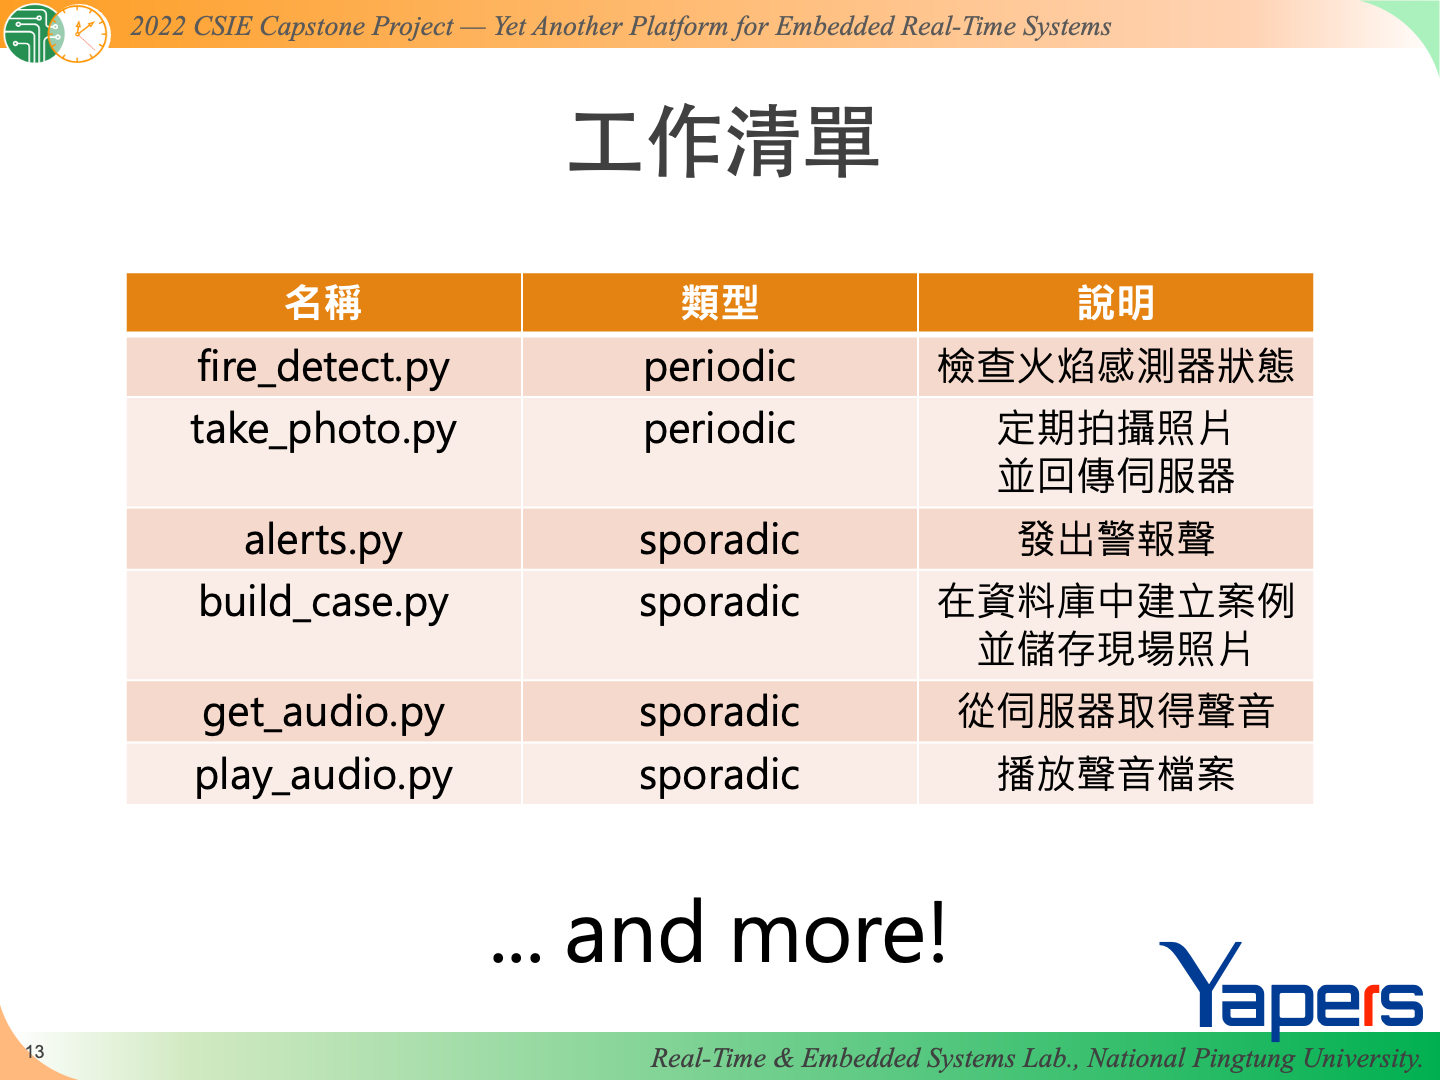 2022 CSIE Capstone Project — Yet Another Platform for Embedded Real-Time Systems
工作清單
名稱 類型 說明
fire_detect.py periodic 檢查火焰感測器狀態
take_photo.py periodic 定期拍攝照片
並回傳伺服器
alerts.py sporadic 發出警報聲
build_case.py sporadic 在資料庫中建立案例
並儲存現場照片
get_audio.py sporadic 從伺服器取得聲音
play_audio.py sporadic 播放聲音檔案
... and more!
Yapers
13
Real-Time & Embedded Systems Lab., National Pingtung University.